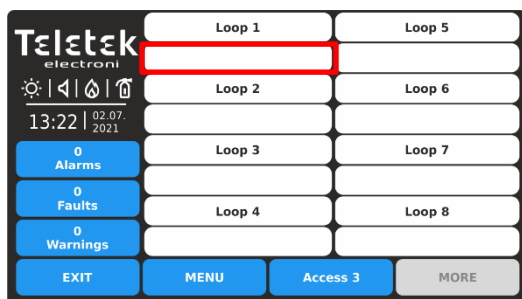 Teletek
electroni
13:22 | 02.07.
2021
0
Alarms
0
Faults
0
Warnings
EXIT
Loop 1
Loop 5
Loop 2
Loop 6
Loop 3
Loop 7
Loop 4
Loop 8
MENU
Access 3
MORE